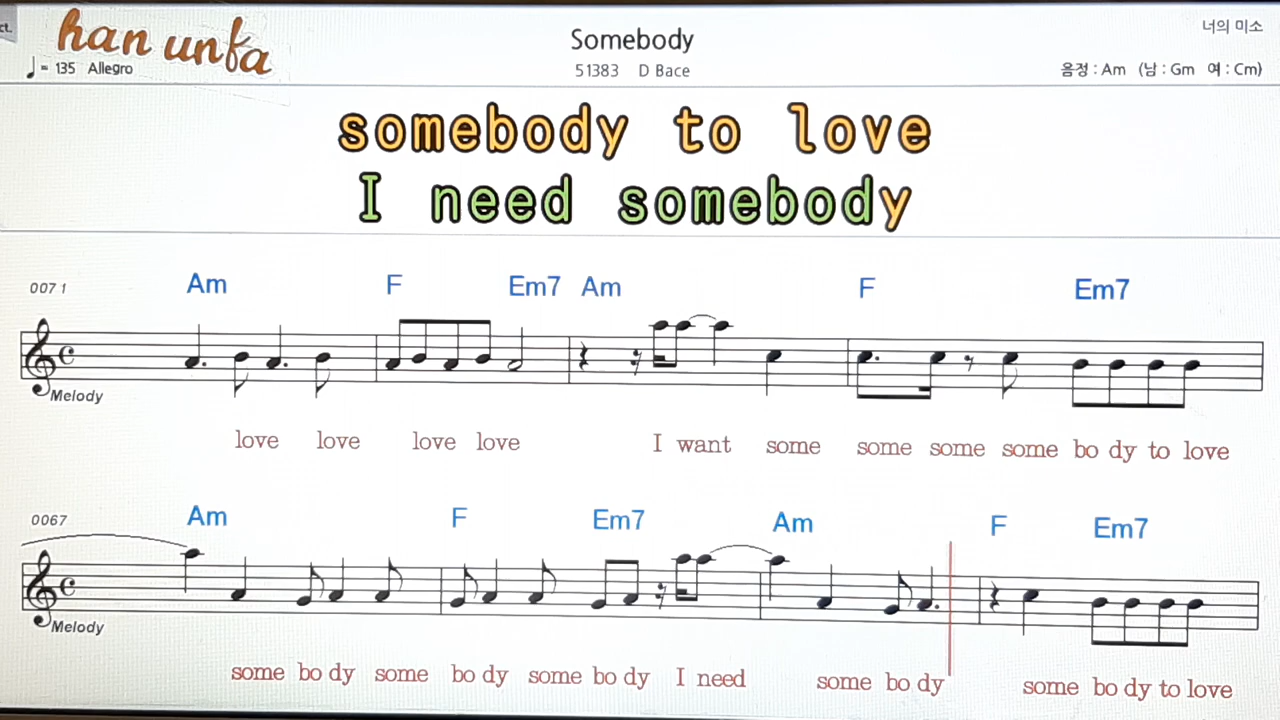 ct.
han unfa
Somebody
너의 미소
♩ = 135 Allegro
51383 D Bace
음정 : Am (남 : Gm 여 : Cm)
somebody to love
I need somebody
0071
Am F Em7 Am F Em7
Melody
love love love love I want some some some some bo dy to love
0067
Am F Em7 Am F Em7
Melody
some bo dy some bo dy some bo dy I need some bo dy some bo dy to love